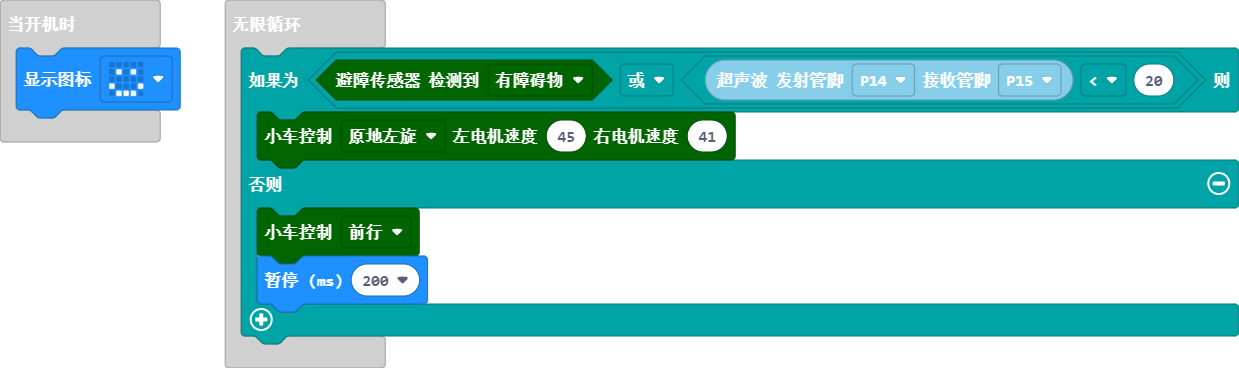 当开机时
显示图标
无限循环
如果为 避障传感器 检测到 有障碍物 或 超声波 发射管脚 P14 接收管脚 P15 < 20 则
小车控制 原地左旋 左电机速度 45 右电机速度 41
否则
小车控制 前行
暂停 (ms) 200